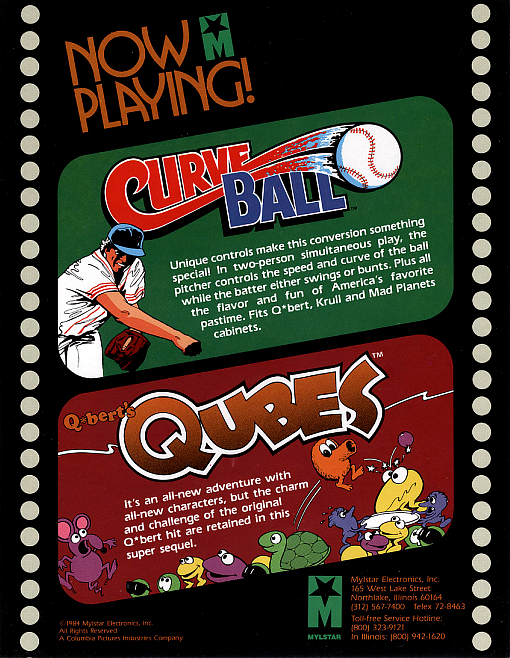 NOW
PLAYING!
CURVE
BALL™
Unique controls make this conversion something
special! In two-person simultaneous play, the
pitcher controls the speed and curve of the ball
while the batter either swings or bunts. Plus all
the flavor and fun of America's favorite
pastime. Fits Q*bert, Krull and Mad Planets
cabinets.
Q*bert's
QUBES™
It's an all-new adventure with
all-new characters, but the charm
and challenge of the original
Q*bert hit are retained in this
super sequel.
© 1984 Mylstar Electronics, Inc.
All Rights Reserved
A Columbia Pictures Industries Company
M
MYLSTAR
Mylstar Electronics, Inc.
165 West Lake Street
Northlake, Illinois 60164
(312) 567-7400 Telex 72-8463
Toll-free Service Hotline:
(800) 323-9121
In Illinois: (800) 942-1620